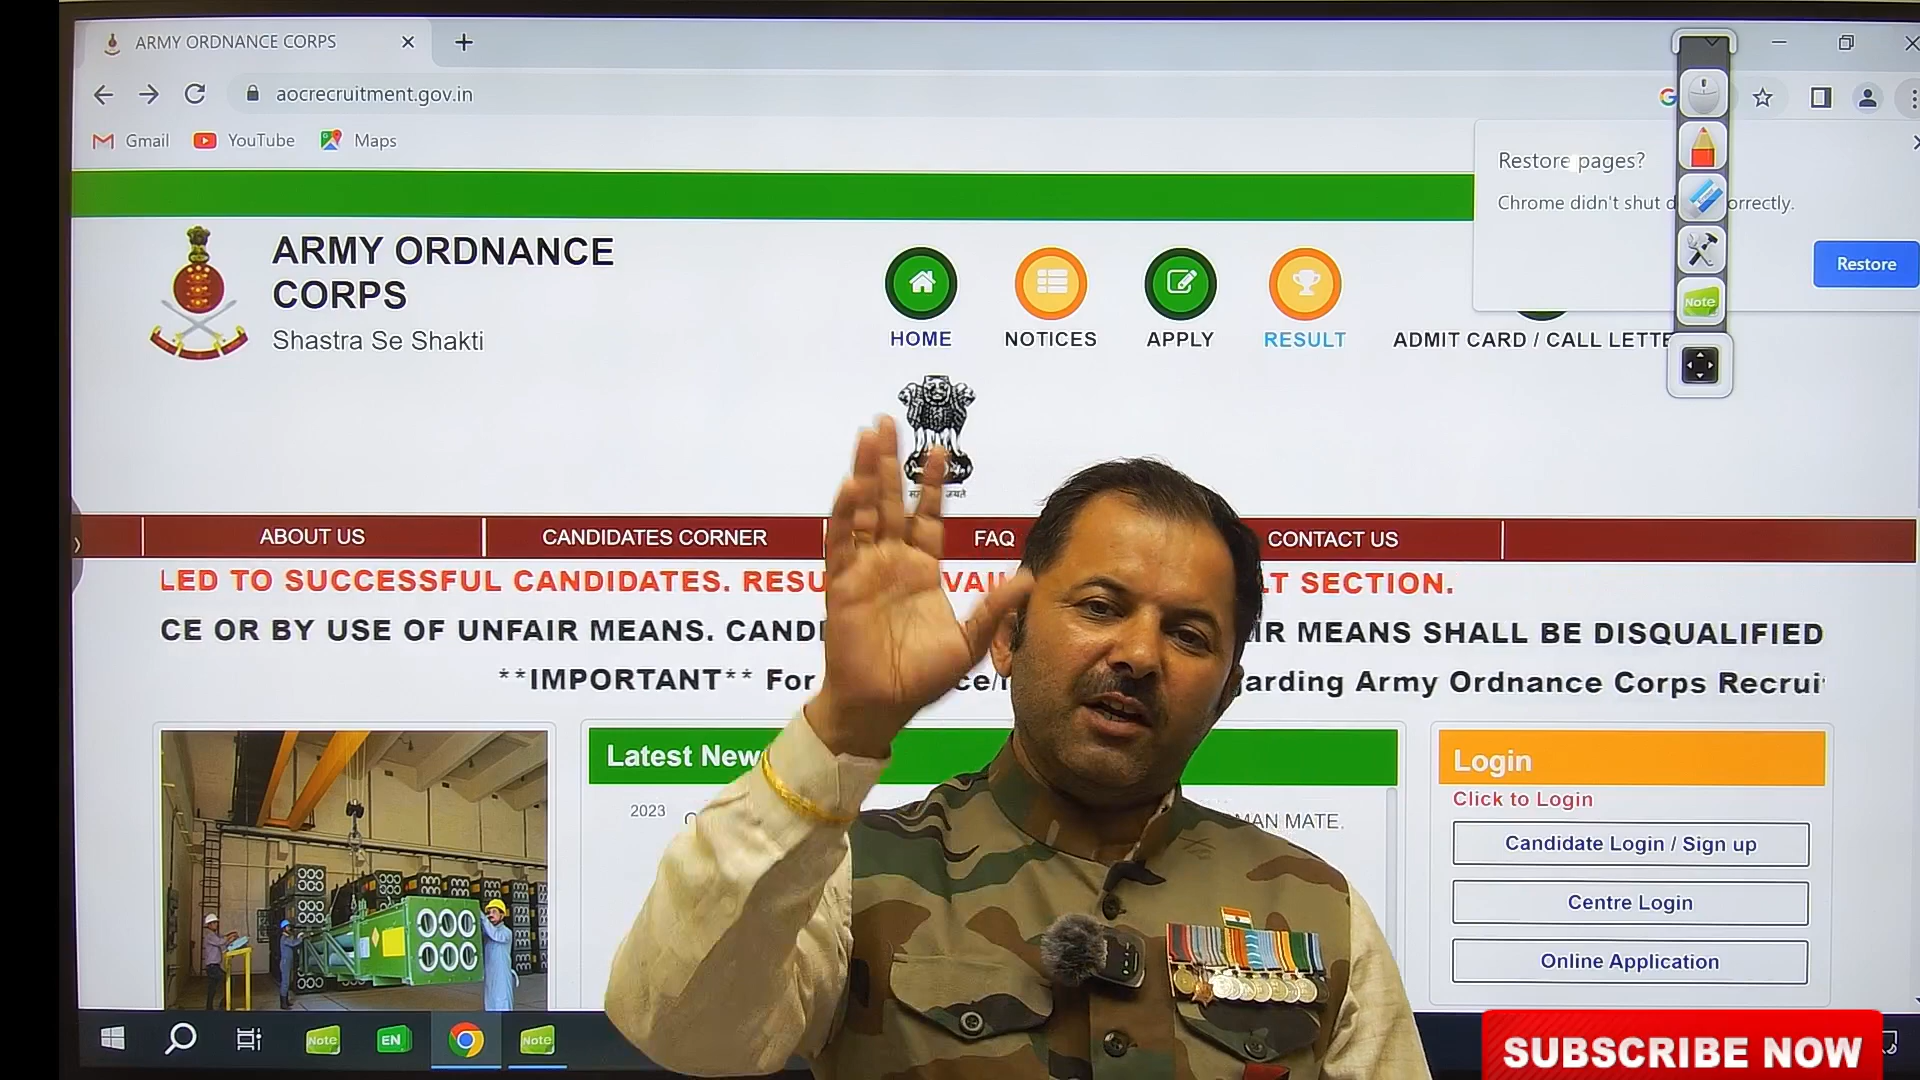 ARMY ORDNANCE CORPS
aocrecruitment.gov.in
Gmail YouTube Maps
Restore pages?
Chrome didn't shut d orrectly.
Restore
Note
ARMY ORDNANCE
CORPS
Shastra Se Shakti
HOME NOTICES APPLY RESULT ADMIT CARD / CALL LETTE
ABOUT US CANDIDATES CORNER FAQ CONTACT US
LED TO SUCCESSFUL CANDIDATES. RESU VAI LT SECTION.
CE OR BY USE OF UNFAIR MEANS. CANDI IR MEANS SHALL BE DISQUALIFIED
**IMPORTANT** For ce/ arding Army Ordnance Corps Recrui
Latest New
2023 MAN MATE.
Login
Click to Login
Candidate Login / Sign up
Centre Login
Online Application
Note EN Note
SUBSCRIBE NOW